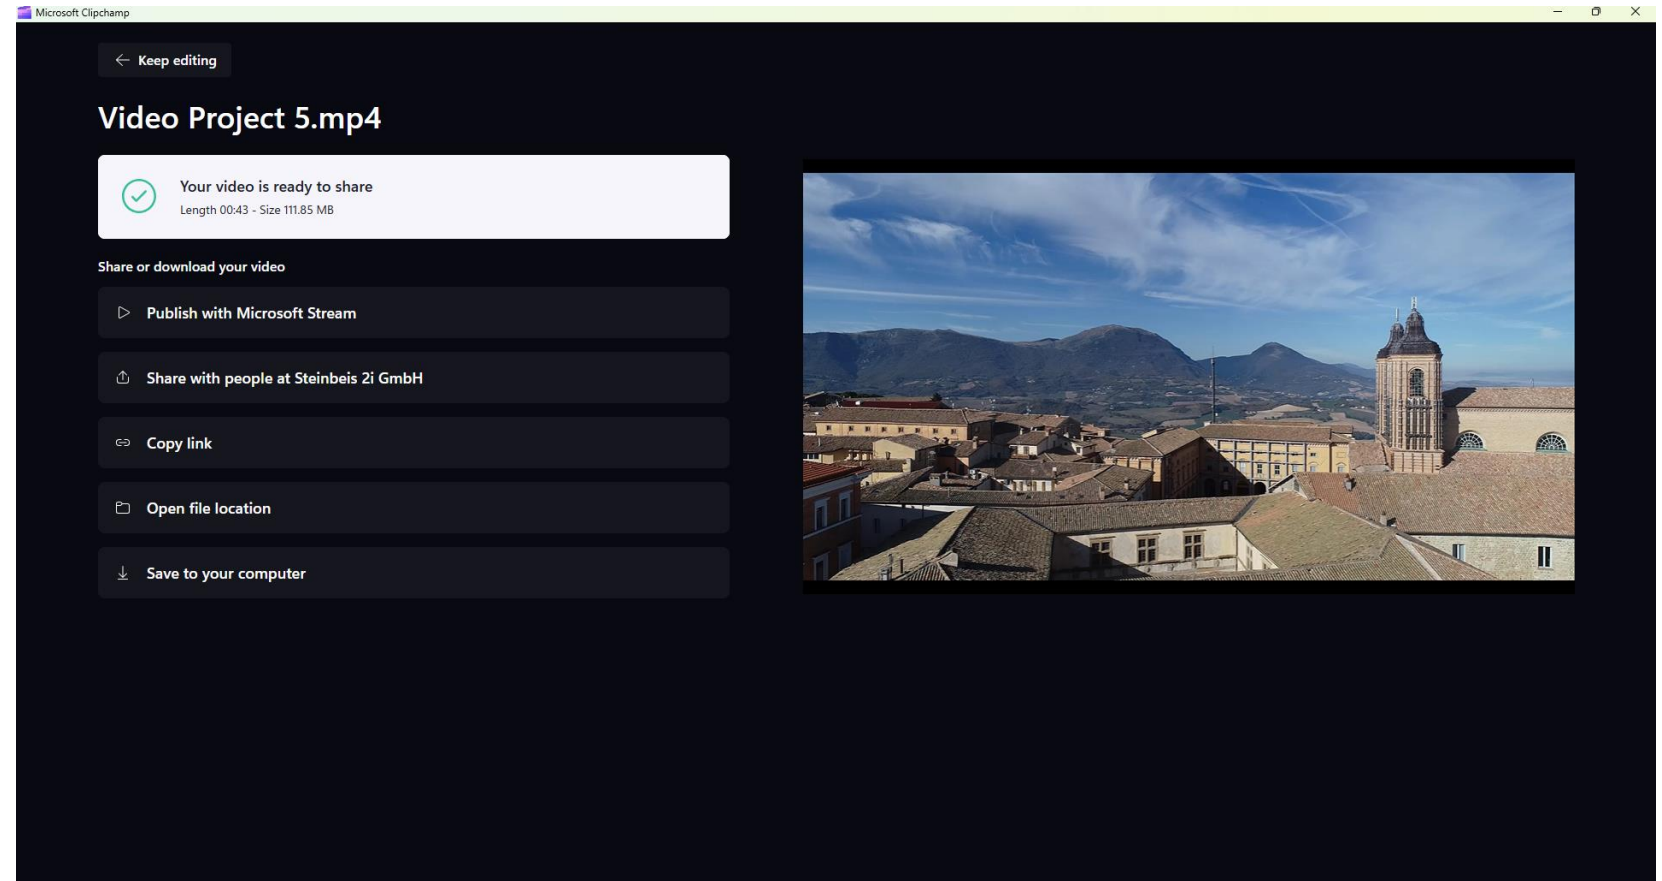 Microsoft Clipchamp
Keep editing
Video Project 5.mp4
Your video is ready to share
Length 00:43 - Size 111.85 MB
Share or download your video
Publish with Microsoft Stream
Share with people at Steinbeis 2i GmbH
Copy link
Open file location
Save to your computer